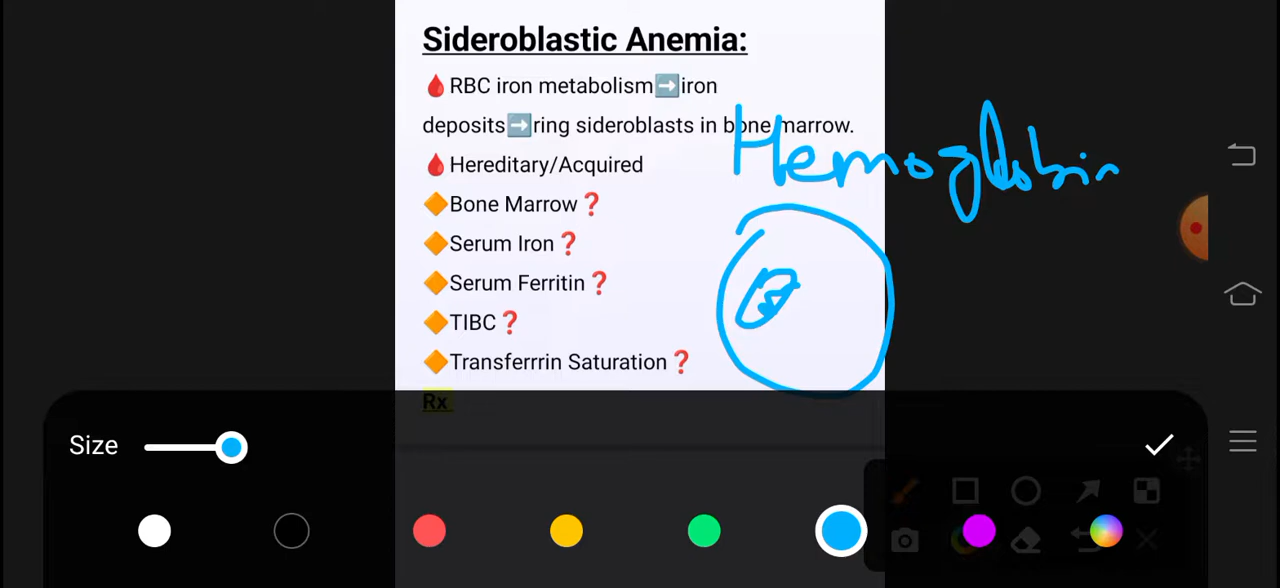 Sideroblastic Anemia:
🩸RBC iron metabolism➡️iron
deposits➡️ring sideroblasts in bone marrow.
Hemoglobin
🩸Hereditary/Acquired
🔶Bone Marrow❓
🔶Serum Iron❓
🔶Serum Ferritin❓
🔶TIBC❓
🔶Transferrrin Saturation❓
Rx
Size